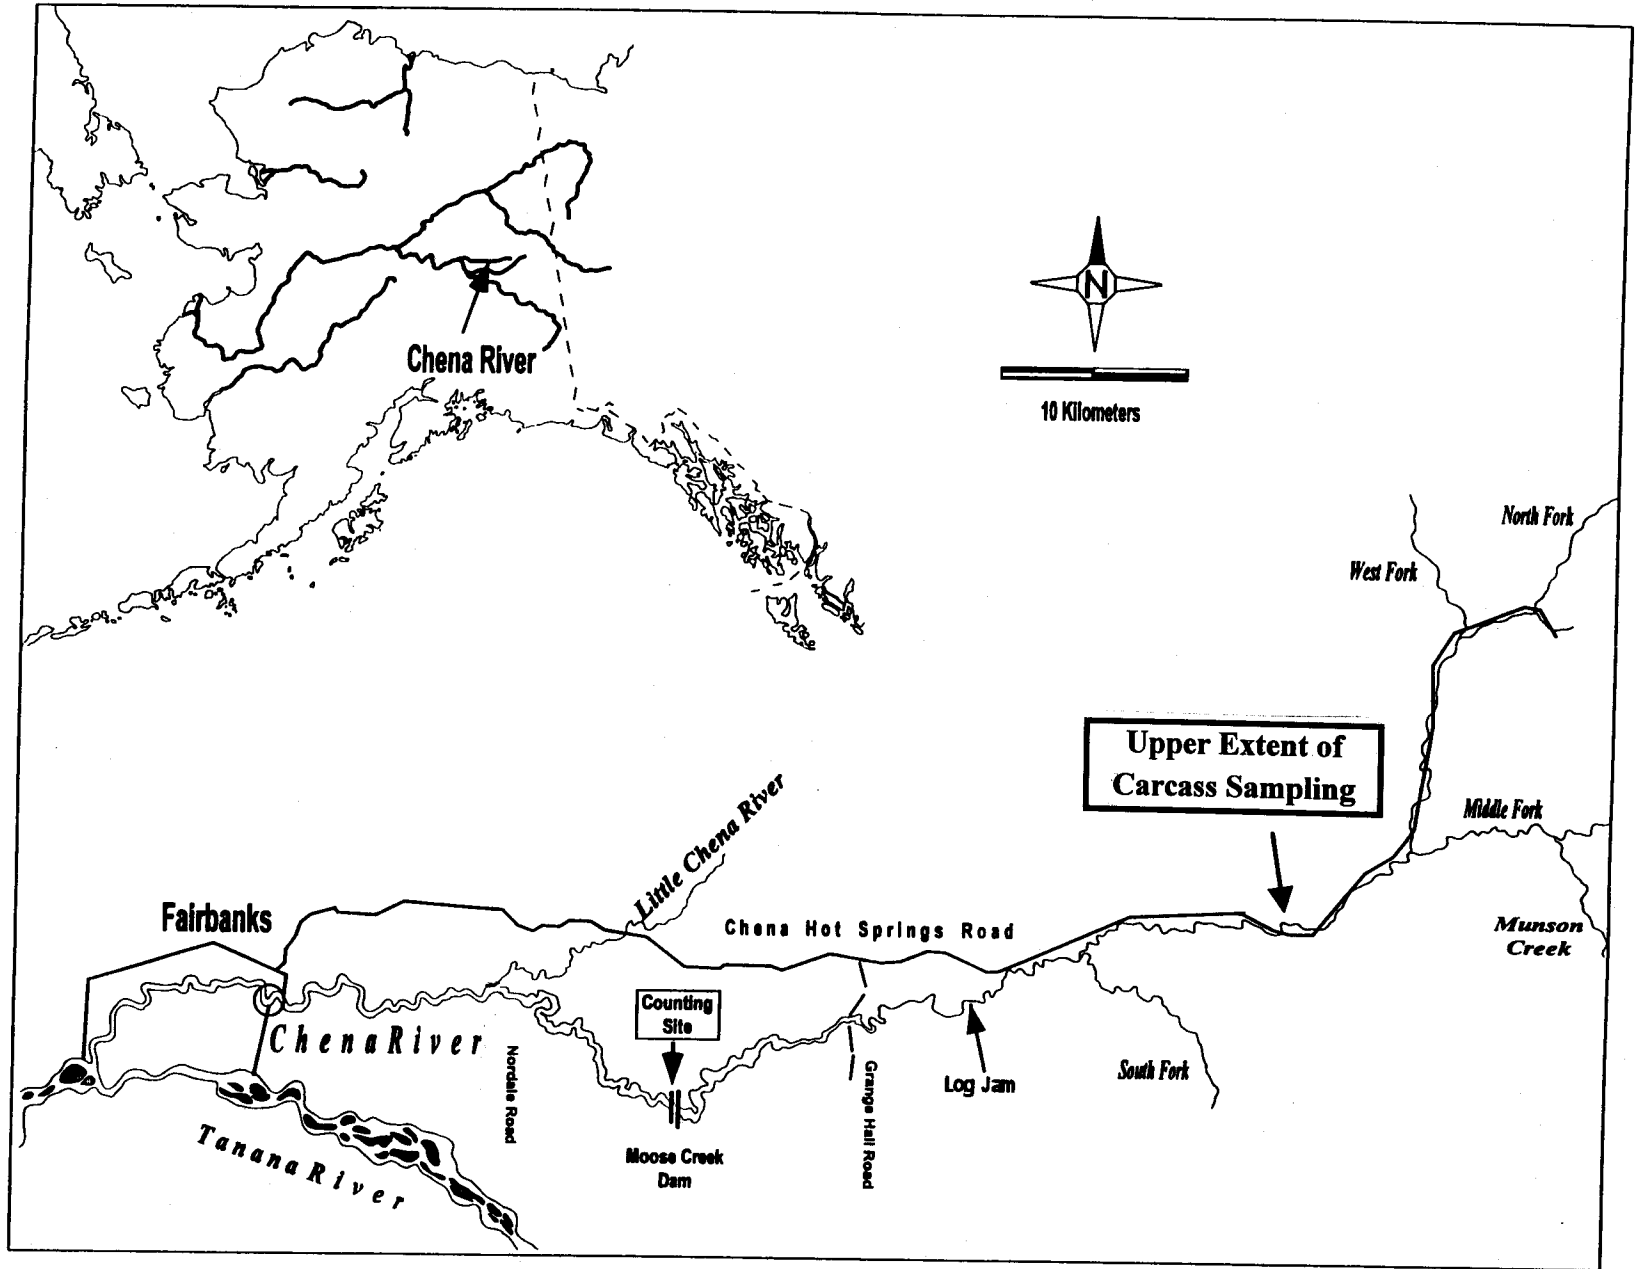 N
Chena River
10 Kilometers
North Fork
West Fork
Upper Extent of
Carcass Sampling
Middle Fork
Little Chena River
Fairbanks
Chena Hot Springs Road
Munson
Creek
Counting
Site
Chena River
Nordale Road
Grange Hall Road
Log Jam
South Fork
Tanana River
Moose Creek
Dam